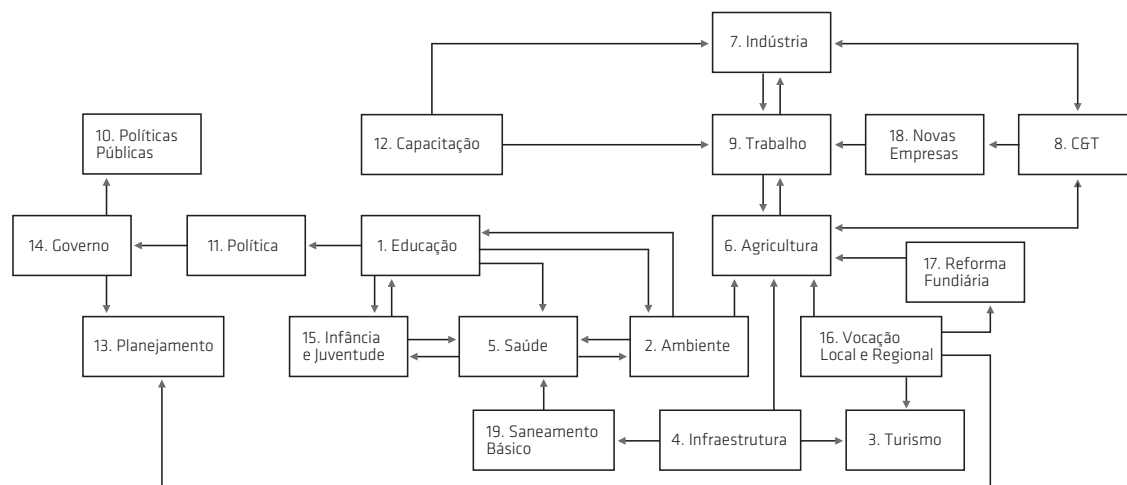 7. Indústria
10. Políticas
Públicas
12. Capacitação
9. Trabalho
18. Novas
Empresas
8. C&T
14. Governo
11. Política
1. Educação
6. Agricultura
17. Reforma
Fundiária
13. Planejamento
15. Infância
e Juventude
5. Saúde
2. Ambiente
16. Vocação
Local e Regional
19. Saneamento
Básico
4. Infraestrutura
3. Turismo